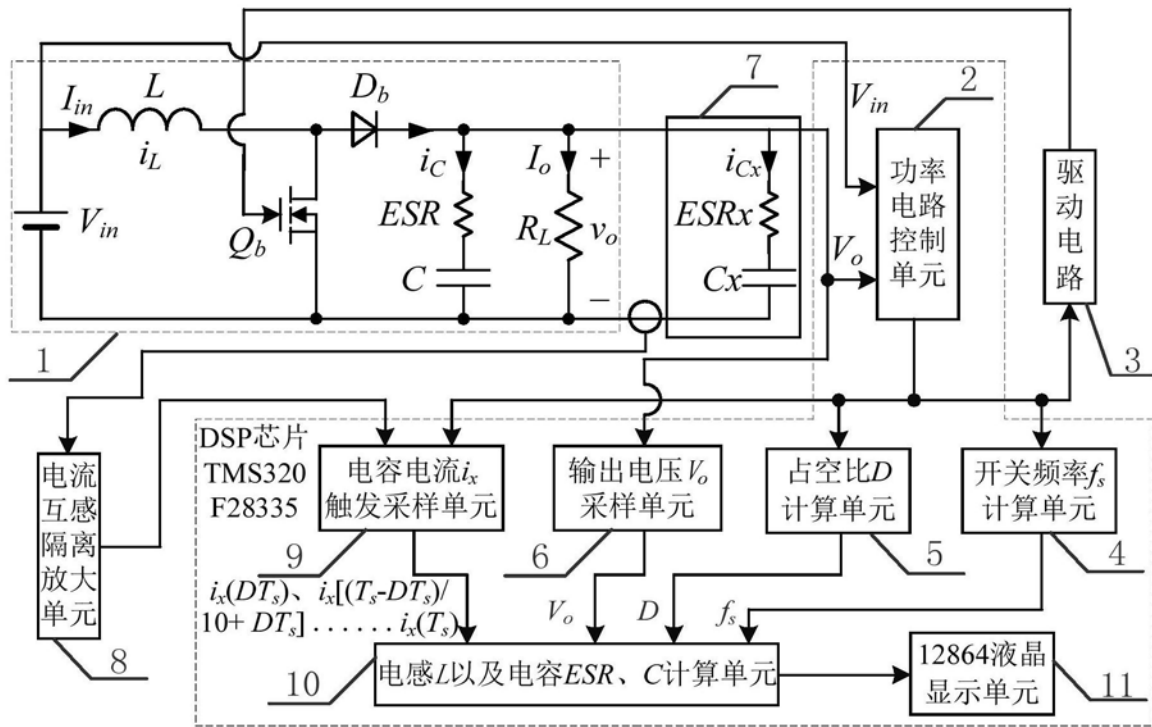 7
2
I_in
L
D_b
V_in
i_L
i_C
I_o
+
i_Cx
功率
电路
控制
单元
驱
动
电
路
V_in
Q_b
ESR
R_L
v_o
ESRx
V_o
C
Cx
−
1
3
DSP芯片
TMS320
F28335
电流
互感
隔离
放大
单元
电容电流i_x
触发采样单元
输出电压V_o
采样单元
占空比D
计算单元
开关频率f_s
计算单元
9
6
5
4
i_x(DT_s)、i_x[(T_s-DT_s)/
10+ DT_s] . . . . . . i_x(T_s)
V_o
D
f_s
8
10
电感L以及电容ESR、C计算单元
12864液晶
显示单元
11